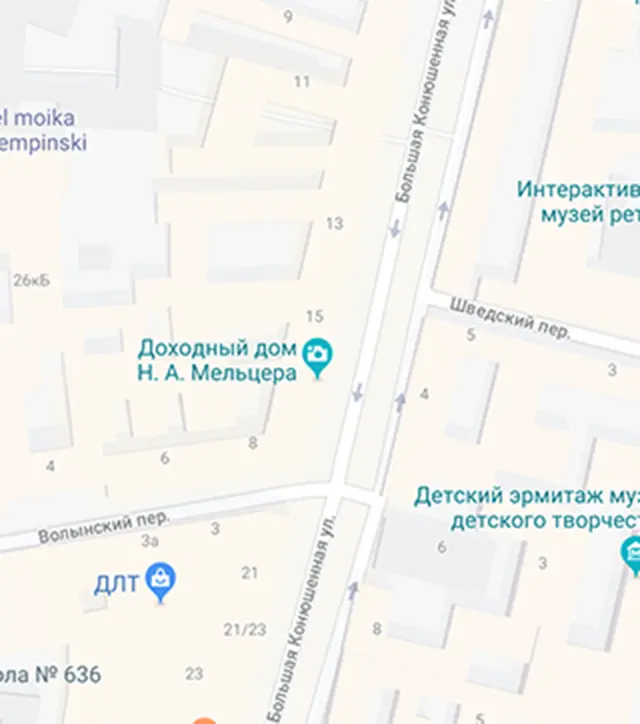 9
11
el moika
empinski
Большая Конюшенная ул.
13
Интерактив
музей рет
26кБ
15
Шведский пер.
5
3
Доходный дом
Н. А. Мельцера
4
8
6
4
Детский эрмитаж муз
детского творчест
Волынский пер.
3
3а
6
3
21
ДЛТ
21/23
8
Большая Конюшенная ул.
ола № 636
23
5